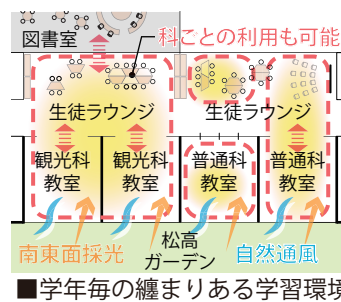 図書室
科ごとの利用も可能
生徒ラウンジ
生徒ラウンジ
観光科
教室
観光科
教室
普通科
教室
普通科
教室
南東面採光
松高
ガーデン
自然通風
■学年毎の纏まりある学習環境